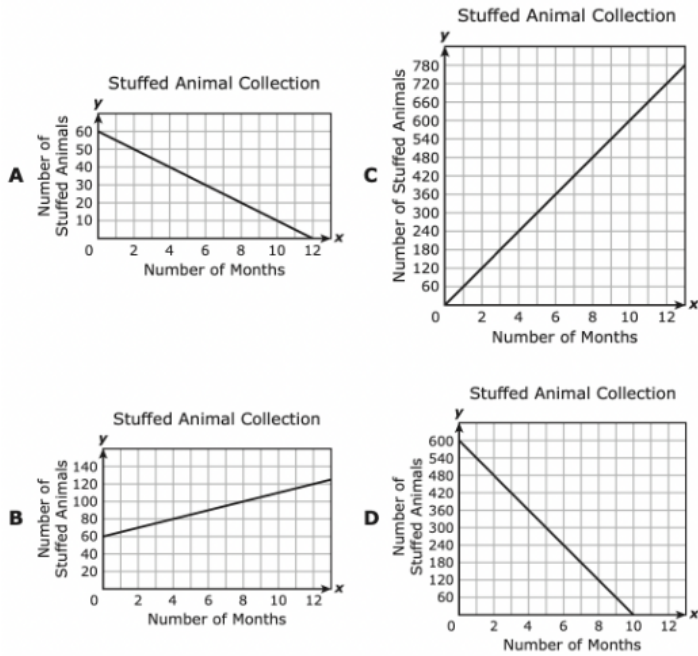 Stuffed Animal Collection
y
Number of
Stuffed Animals
60
50
40
30
20
10
0 2 4 6 8 10 12 x
Number of Months
A
Stuffed Animal Collection
y
Number of
Stuffed Animals
140
120
100
80
60
40
20
0 2 4 6 8 10 12 x
Number of Months
B
Stuffed Animal Collection
y
Number of Stuffed Animals
780
720
660
600
540
480
420
360
300
240
180
120
60
0 2 4 6 8 10 12 x
Number of Months
C
Stuffed Animal Collection
y
Number of
Stuffed Animals
600
540
480
420
360
300
240
180
120
60
0 2 4 6 8 10 12 x
Number of Months
D